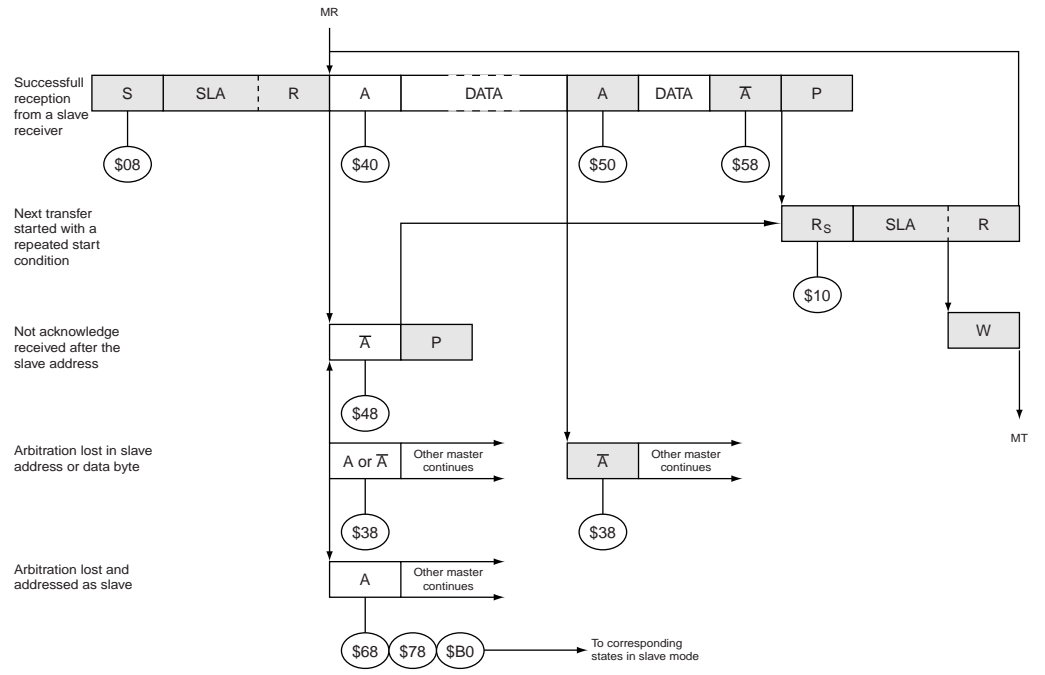 MR
Successfull
reception
from a slave
receiver
S SLA R A DATA A DATA A̅ P
$08 $40 $50 $58
Next transfer
started with a
repeated start
condition
RS SLA R
$10
Not acknowledge
received after the
slave address
A̅ P
W
$48
MT
Arbitration lost in slave
address or data byte
A or A̅
Other master
continues
A̅
Other master
continues
$38 $38
Arbitration lost and
addressed as slave
A
Other master
continues
$68 $78 $B0
To corresponding
states in slave mode